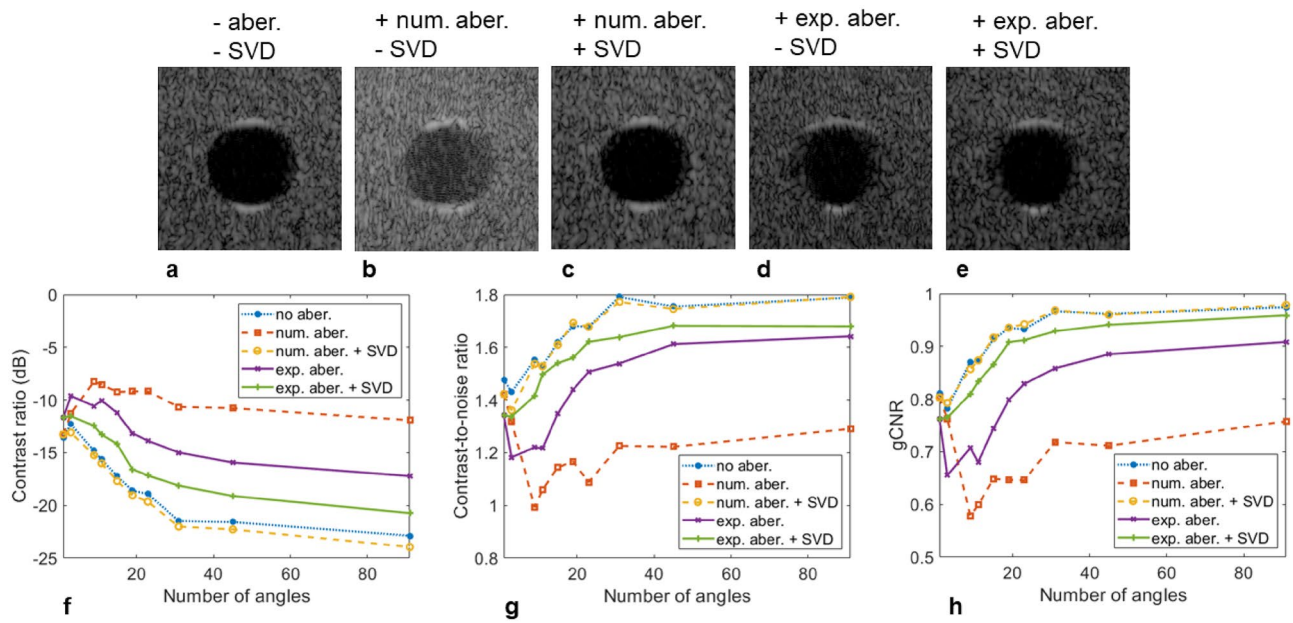 - aber.
- SVD
+ num. aber.
- SVD
+ num. aber.
+ SVD
+ exp. aber.
- SVD
+ exp. aber.
+ SVD
a
b
c
d
e
Contrast ratio (dB)
0
-5
-10
-15
-20
-25
20
40
60
80
Number of angles
no aber.
num. aber.
num. aber. + SVD
exp. aber.
exp. aber. + SVD
f
Contrast-to-noise ratio
1.8
1.6
1.4
1.2
1
0.8
20
40
60
80
Number of angles
no aber.
num. aber.
num. aber. + SVD
exp. aber.
exp. aber. + SVD
g
gCNR
1
0.9
0.8
0.7
0.6
0.5
20
40
60
80
Number of angles
no aber.
num. aber.
num. aber. + SVD
exp. aber.
exp. aber. + SVD
h